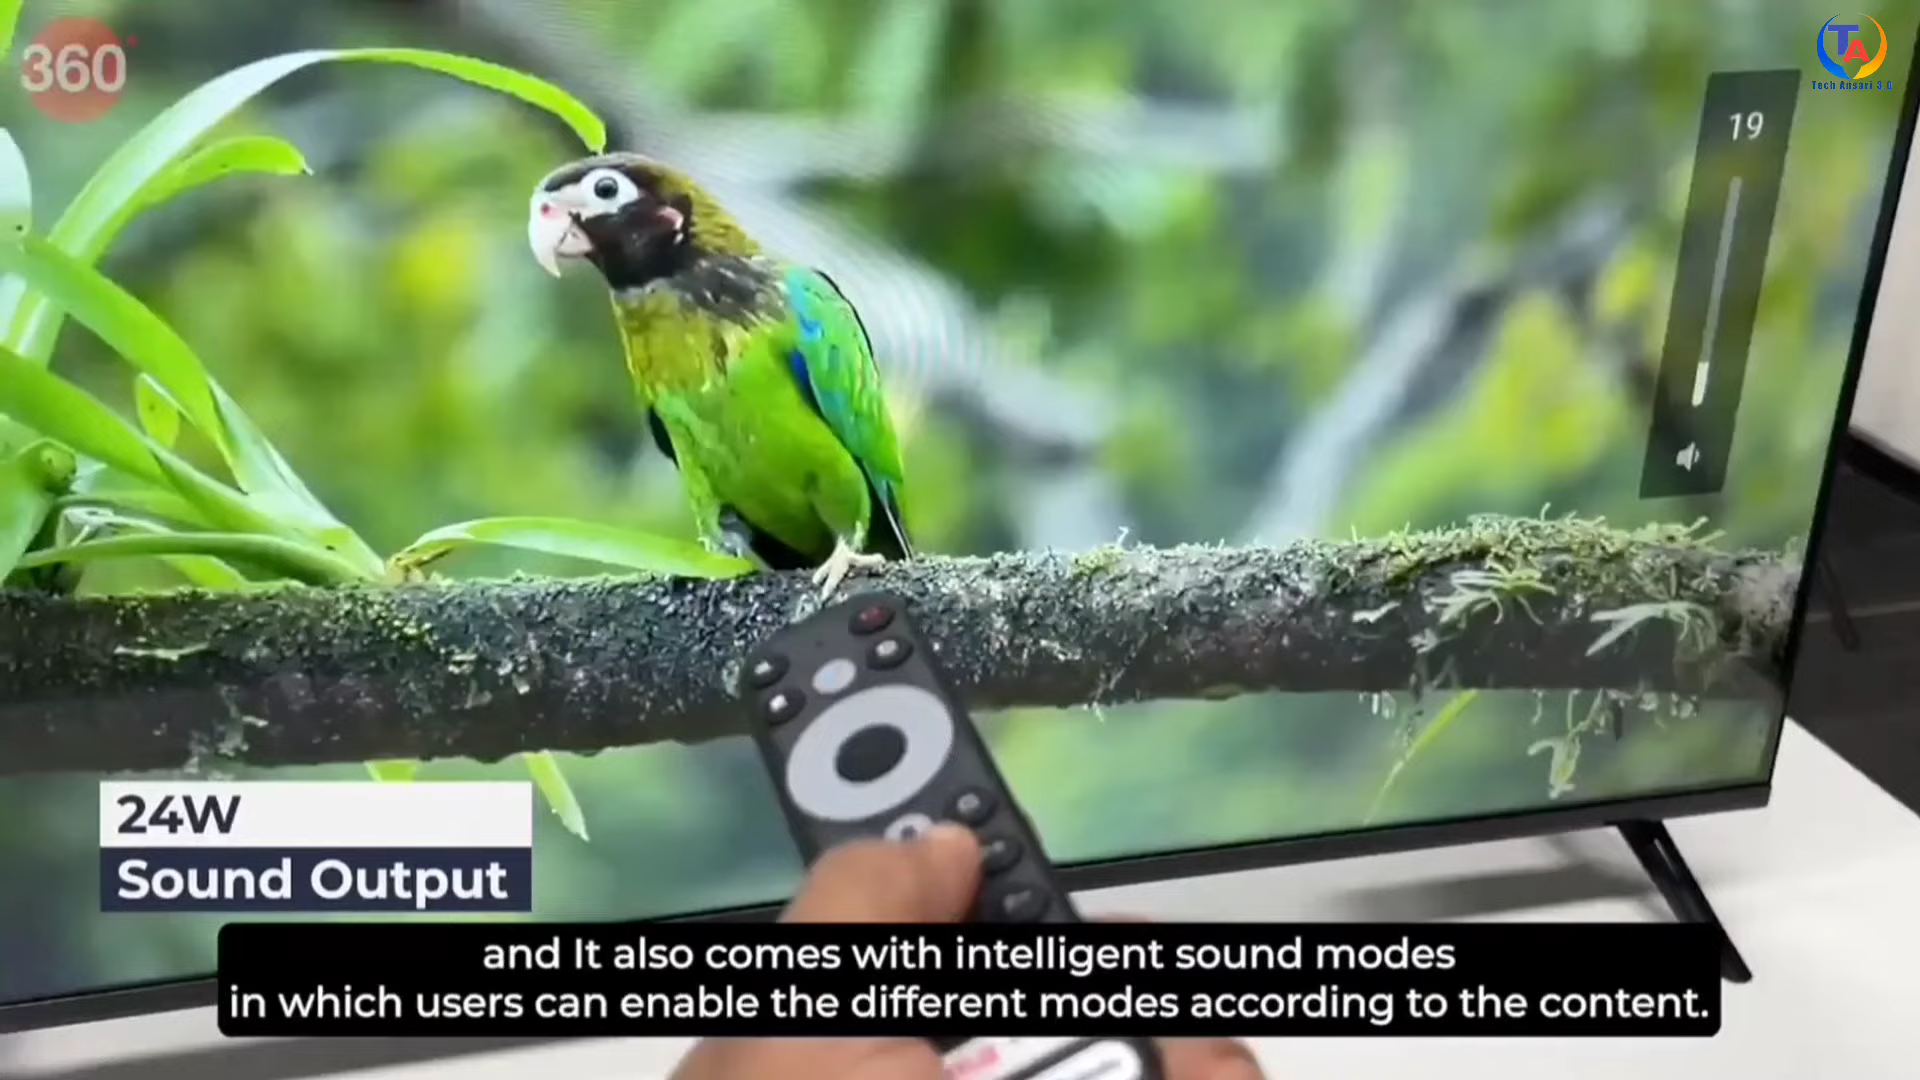 360
TA
Tech Ansari 3.0
19
24W
Sound Output
and It also comes with intelligent sound modes
in which users can enable the different modes according to the content.